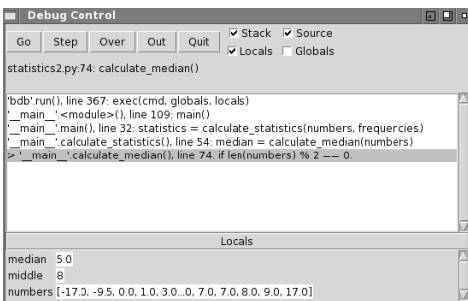 Debug Control
Go Step Over Out Quit Stack Source
Locals Globals
statistics2.py:74: calculate_median()
'bdb'.run(), line 367: exec(cmd, globals, locals)
'__main__'.<module>(), line 109: main()
'__main__'.main(), line 32: statistics = calculate_statistics(numbers, frequercies)
'__main__'.calculate_statistics(), line 54: median = calculate_median(numbers)
> '__main__'.calculate_median(), line 74. if len(numbers) % 2 == 0.
Locals
median 5.0
middle 8
numbers [-17.0, -9.5, 0.0, 1.0, 3.0...0, 7.0, 7.0, 8.0, 9.0, 17.0]